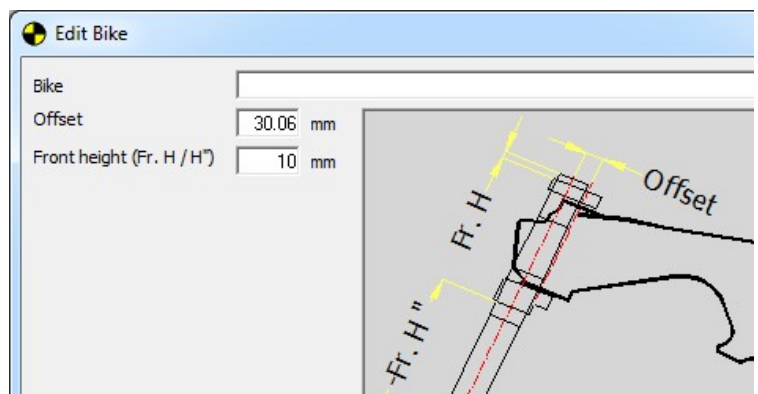 Edit Bike
Bike
Offset 30.06 mm
Front height (Fr. H / H") 10 mm
Offset
Fr. H
Fr. H "